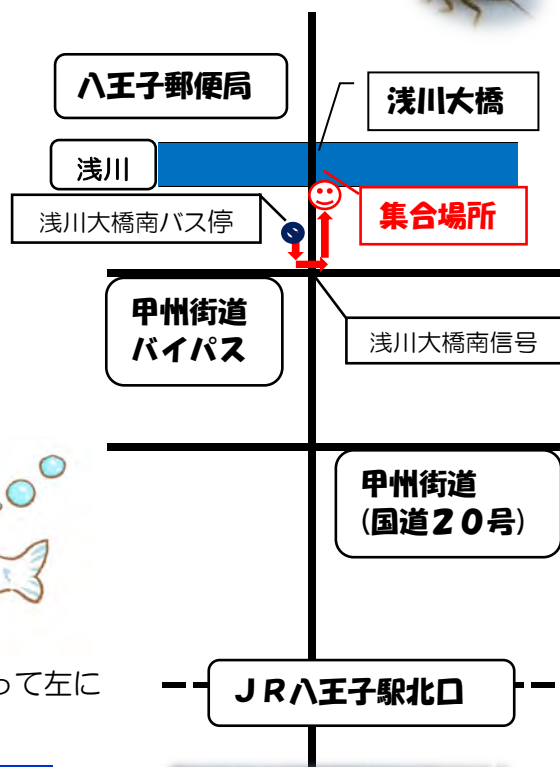 八王子郵便局
浅川大橋
浅川
浅川大橋南バス停
集合場所
甲州街道
バイパス
浅川大橋南信号
甲州街道
(国道２０号)
って左に
ＪＲ八王子駅北口